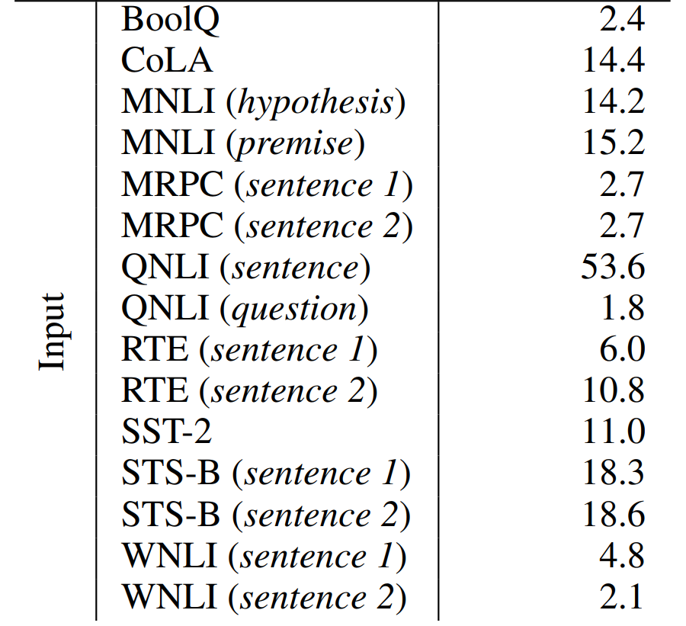 BoolQ 2.4
CoLA 14.4
MNLI (hypothesis) 14.2
MNLI (premise) 15.2
MRPC (sentence 1) 2.7
MRPC (sentence 2) 2.7
QNLI (sentence) 53.6
Input
QNLI (question) 1.8
RTE (sentence 1) 6.0
RTE (sentence 2) 10.8
SST-2 11.0
STS-B (sentence 1) 18.3
STS-B (sentence 2) 18.6
WNLI (sentence 1) 4.8
WNLI (sentence 2) 2.1